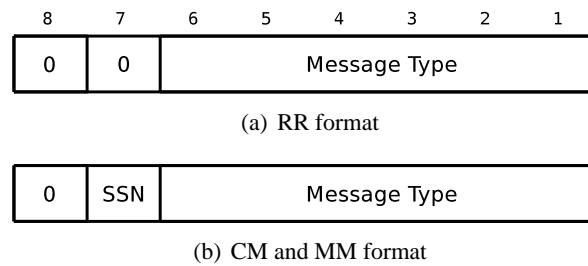 8 7 6 5 4 3 2 1
0 0 Message Type
(a) RR format
0 SSN Message Type
(b) CM and MM format